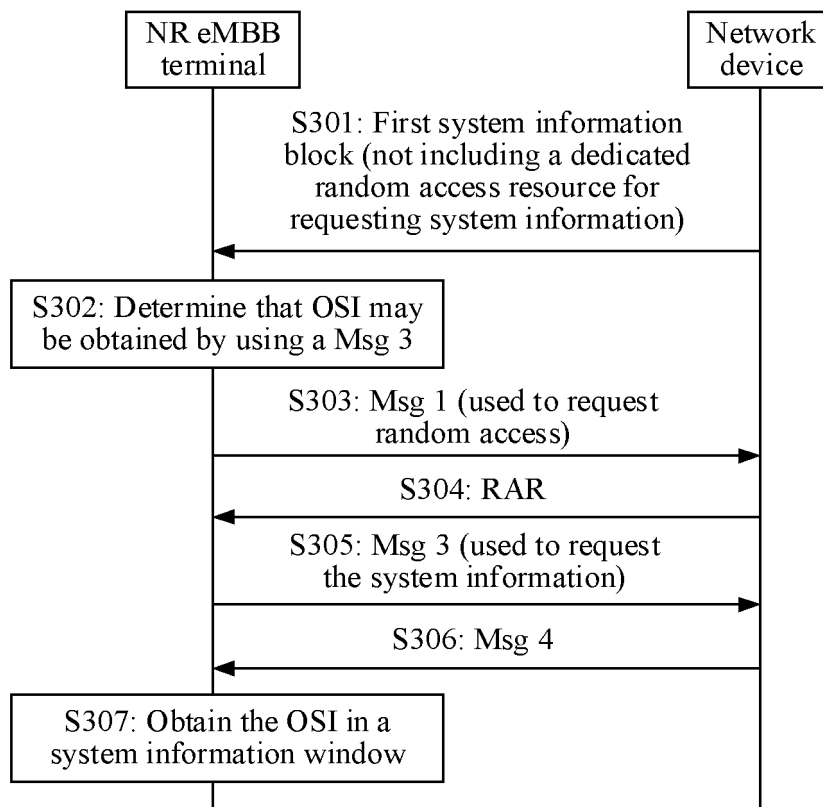 NR eMBB
terminal
Network
device
S301: First system information
block (not including a dedicated
random access resource for
requesting system information)
S302: Determine that OSI may
be obtained by using a Msg 3
S303: Msg 1 (used to request
random access)
S304: RAR
S305: Msg 3 (used to request
the system information)
S306: Msg 4
S307: Obtain the OSI in a
system information window